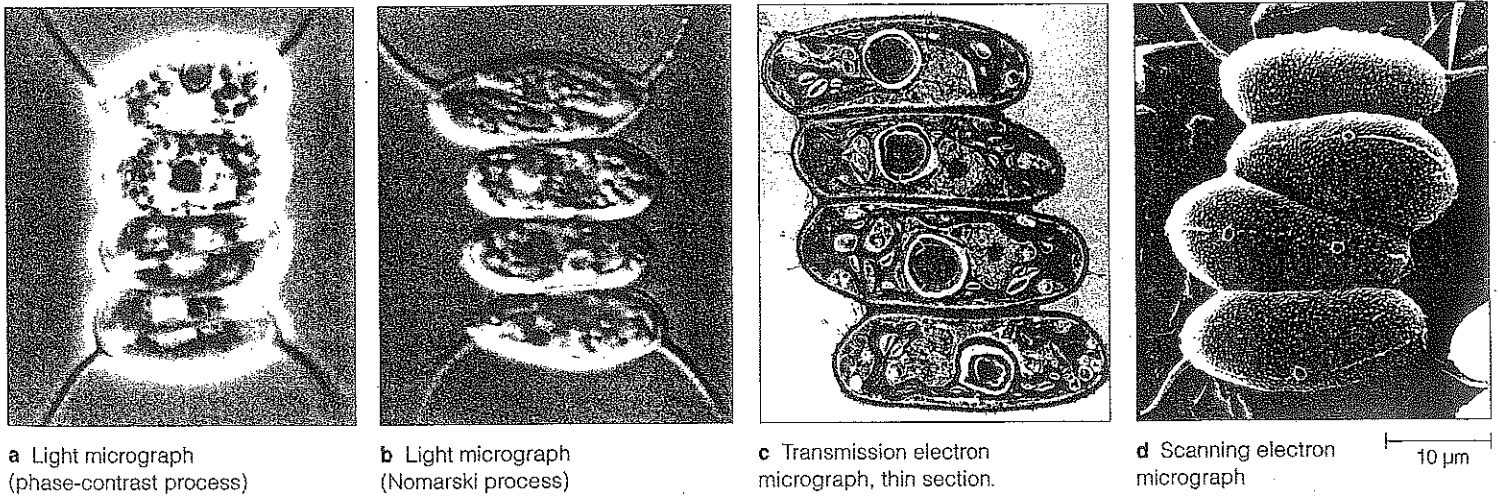 a Light micrograph
(phase-contrast process)
b Light micrograph
(Nomarski process)
c Transmission electron
micrograph, thin section.
d Scanning electron
micrograph
10 µm